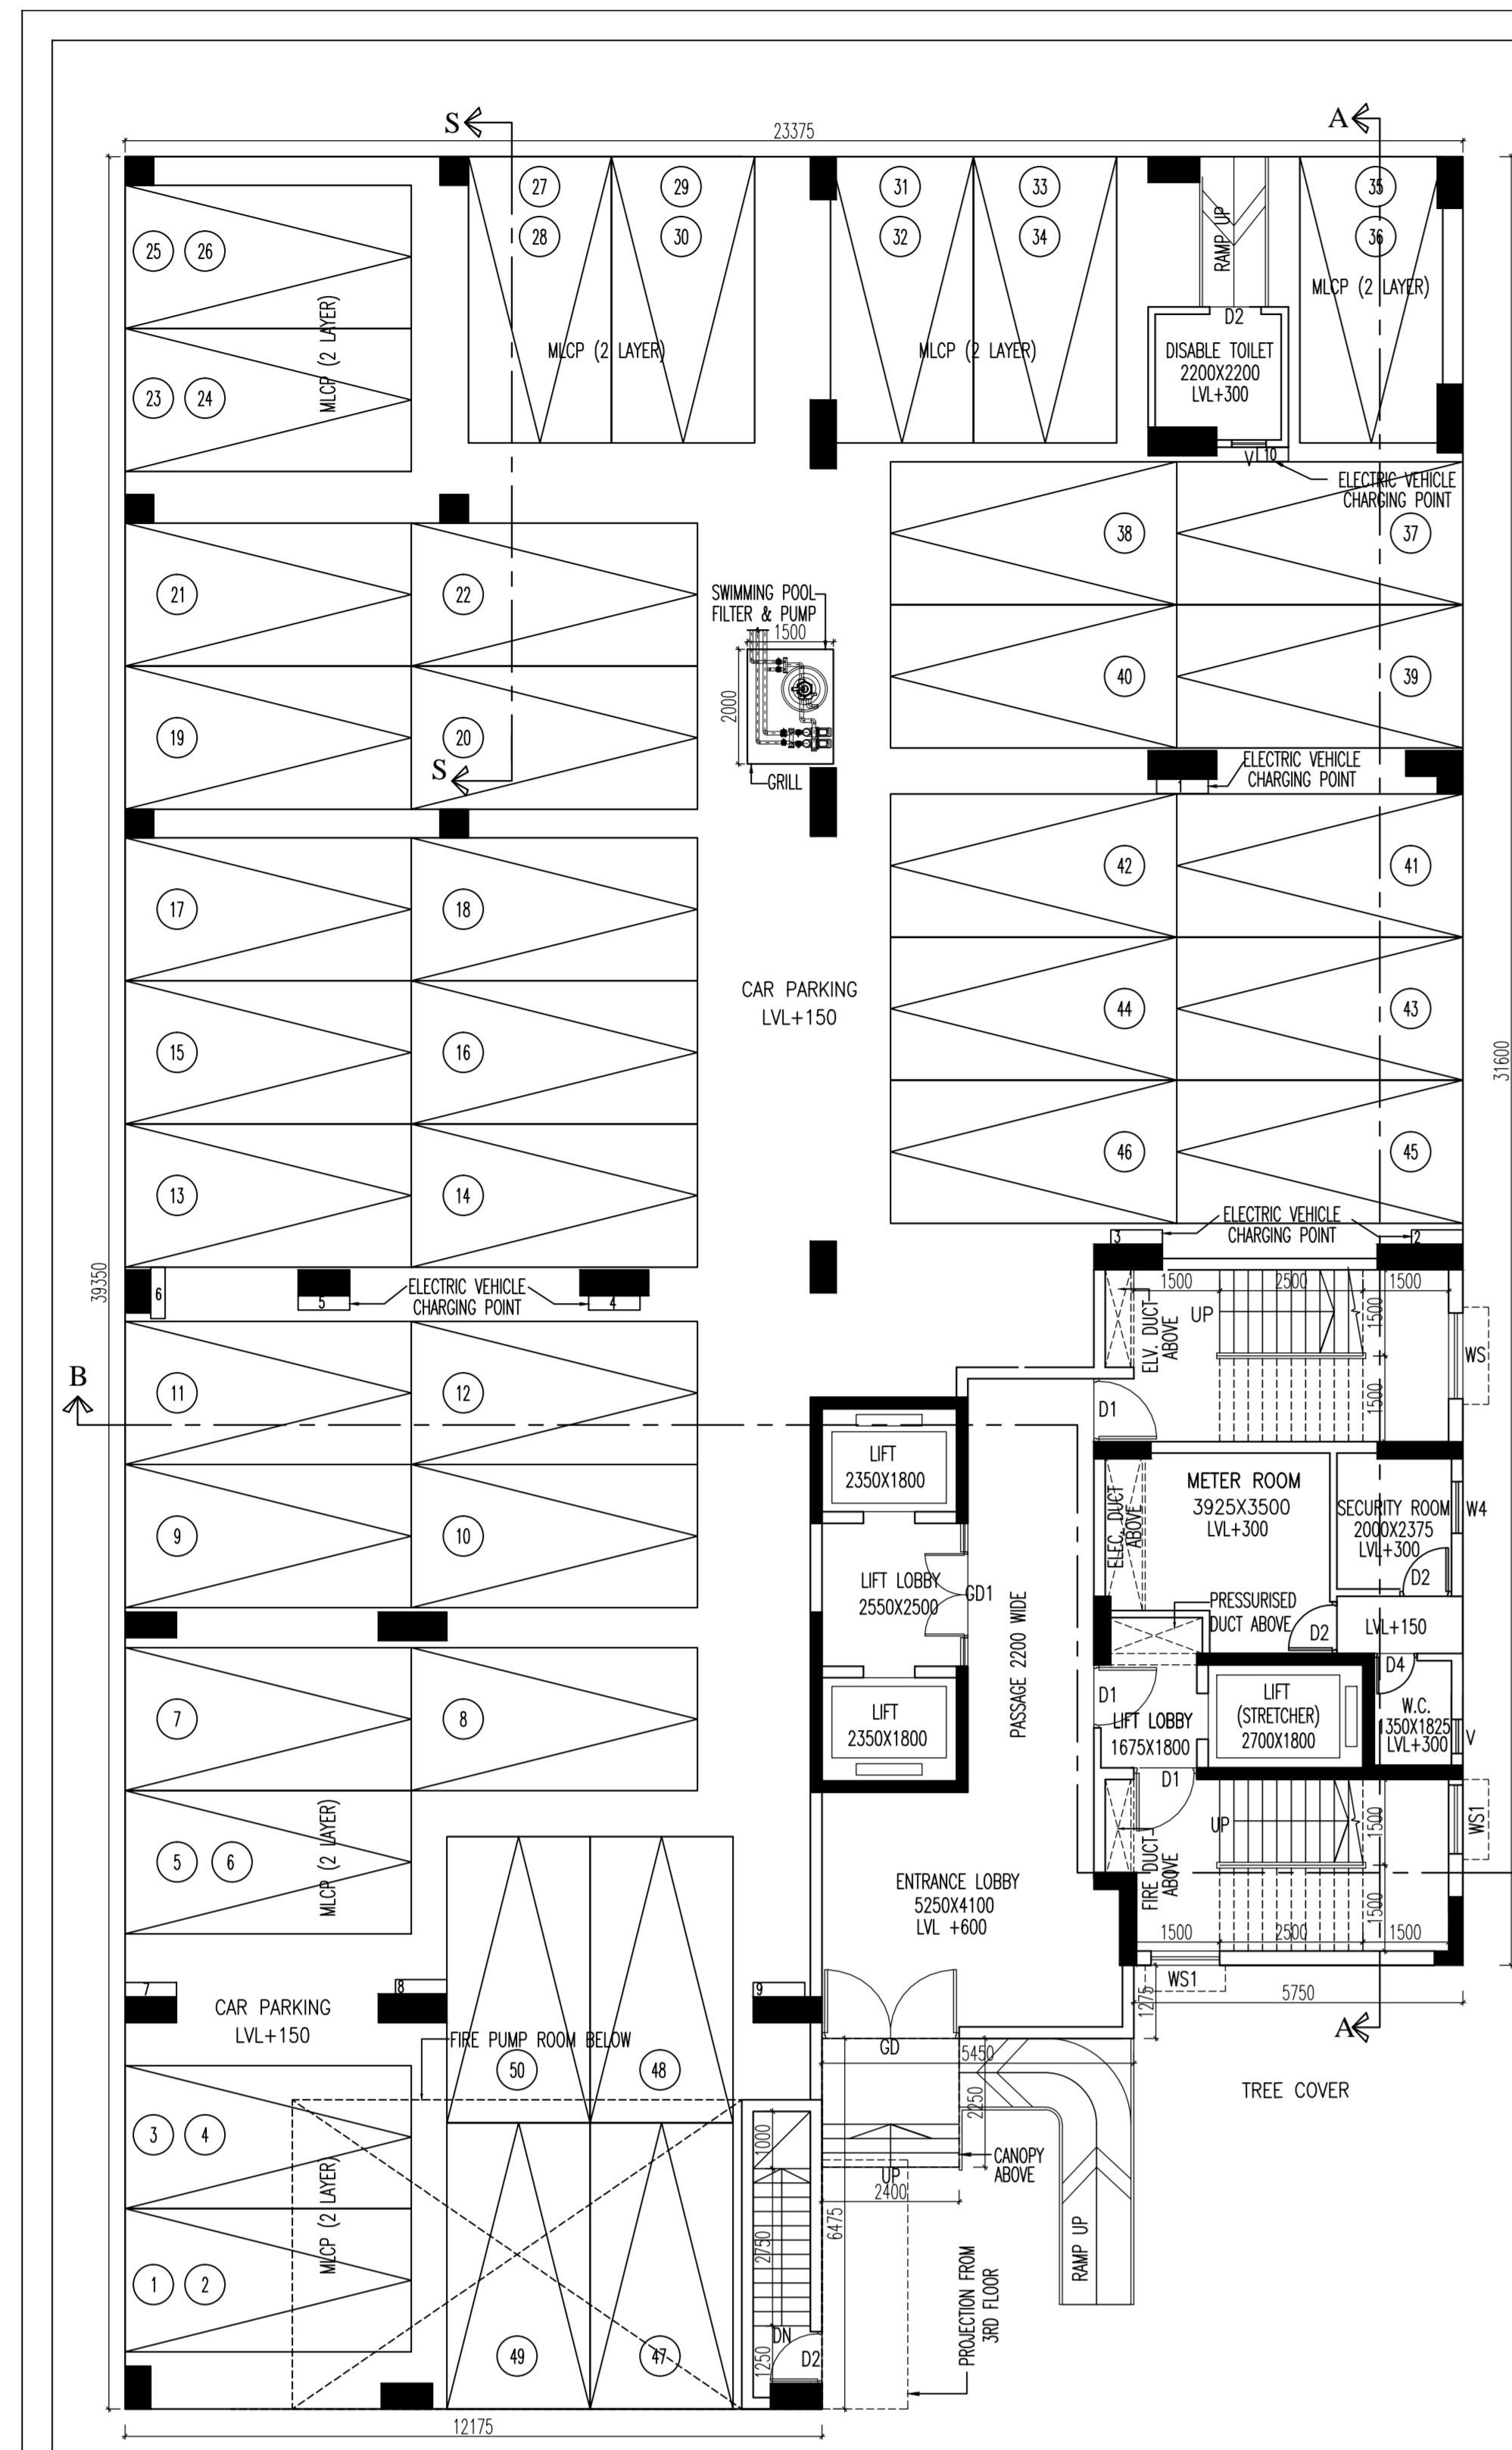 S
A
23375
27
29
31
33
35
28
30
32
34
36
25
26
RAMP UP
MLCP (2 LAYER)
MLCP (2 LAYER)
D2
MLCP (2 LAYER)
MLCP (2 LAYER)
DISABLE TOILET
2200X2200
LVL+300
23
24
V
10
ELECTRIC VEHICLE
CHARGING POINT
38
37
21
22
SWIMMING POOL
FILTER & PUMP
1500
2000
40
39
19
20
S
GRILL
ELECTRIC VEHICLE
CHARGING POINT
1
42
41
17
18
CAR PARKING
LVL+150
44
43
15
16
31600
46
45
13
14
39350
ELECTRIC VEHICLE
CHARGING POINT
3
2
6
5
ELECTRIC VEHICLE
CHARGING POINT
4
1500
2500
1500
ELV. DUCT
ABOVE
UP
1500
WS
B
11
12
D1
1500
LIFT
2350X1800
METER ROOM
3925X3500
LVL+300
ELEC. DUCT
ABOVE
SECURITY ROOM
2000X2375
LVL+300
W4
9
10
D2
LIFT LOBBY
2550X2500
GD1
PASSAGE 2200 WIDE
PRESSURISED
DUCT ABOVE
D2
LVL+150
D4
7
8
LIFT
2350X1800
D1
LIFT LOBBY
1675X1800
LIFT
(STRETCHER)
2700X1800
W.C.
1350X1825
LVL+300
V
D1
5
6
MLCP (2 LAYER)
UP
1500
WS1
FIRE DUCT
ABOVE
ENTRANCE LOBBY
5250X4100
LVL +600
1500
1500
2500
1500
7
8
9
WS1
5750
1275
CAR PARKING
LVL+150
A
FIRE PUMP ROOM BELOW
50
48
GD
5450
2250
TREE COVER
3
4
1000
CANOPY
ABOVE
UP
2400
MLCP (2 LAYER)
6475
2750
RAMP UP
1
2
PROJECTION FROM
3RD FLOOR
49
47
DN
1250
D2
12175